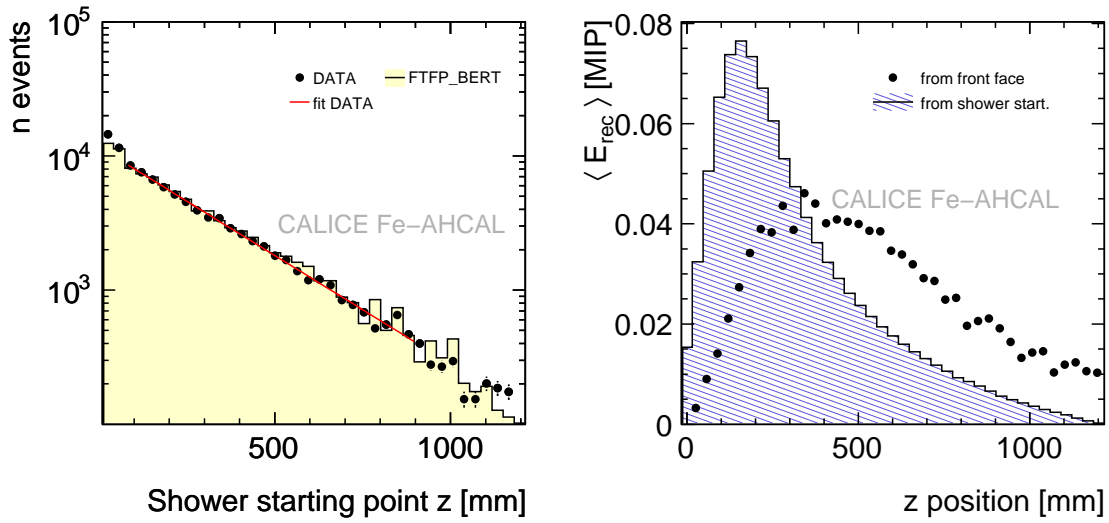 n events
10^5
10^4
10^3
DATA
FTFP_BERT
fit DATA
CALICE Fe−AHCAL
500
1000
Shower starting point z [mm]
⟨ E_rec ⟩ [MIP]
0.08
0.06
0.04
0.02
0
from front face
from shower start.
CALICE Fe−AHCAL
0
500
1000
z position [mm]